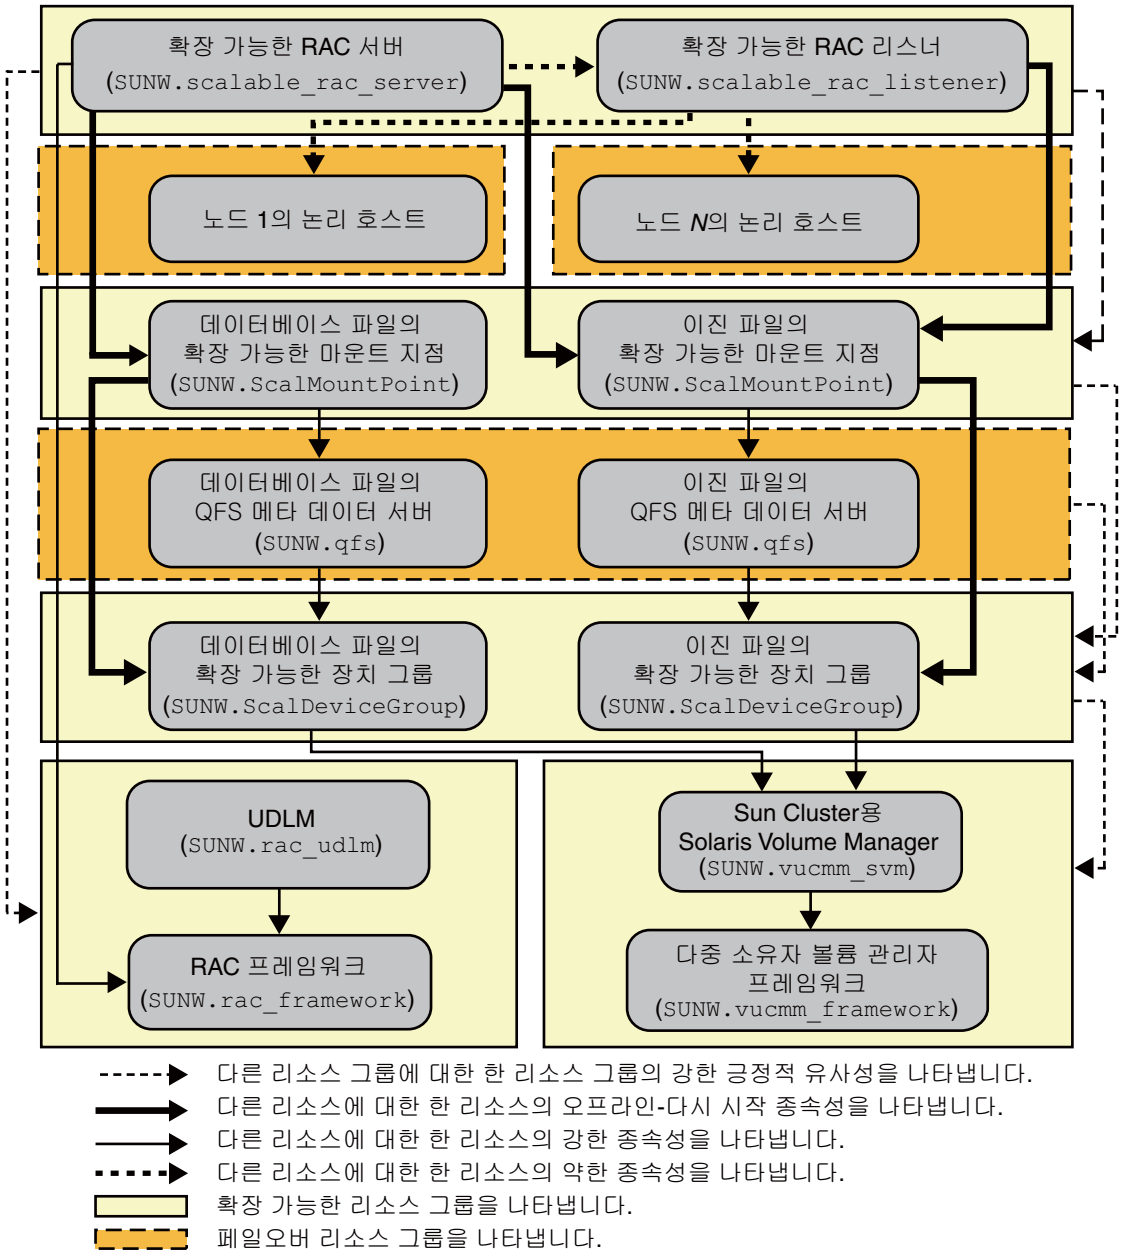 확장 가능한 RAC 서버
(SUNW.scalable_rac_server)
확장 가능한 RAC 리스너
(SUNW.scalable_rac_listener)
노드 1의 논리 호스트
노드 N의 논리 호스트
데이터베이스 파일의
확장 가능한 마운트 지점
(SUNW.ScalMountPoint)
이진 파일의
확장 가능한 마운트 지점
(SUNW.ScalMountPoint)
데이터베이스 파일의
QFS 메타 데이터 서버
(SUNW.qfs)
이진 파일의
QFS 메타 데이터 서버
(SUNW.qfs)
데이터베이스 파일의
확장 가능한 장치 그룹
(SUNW.ScalDeviceGroup)
이진 파일의
확장 가능한 장치 그룹
(SUNW.ScalDeviceGroup)
UDLM
(SUNW.rac_udlm)
RAC 프레임워크
(SUNW.rac_framework)
Sun Cluster용
Solaris Volume Manager
(SUNW.vucmm_svm)
다중 소유자 볼륨 관리자
프레임워크
(SUNW.vucmm_framework)
다른 리소스 그룹에 대한 한 리소스 그룹의 강한 긍정적 유사성을 나타냅니다.
다른 리소스에 대한 한 리소스의 오프라인-다시 시작 종속성을 나타냅니다.
다른 리소스에 대한 한 리소스의 강한 종속성을 나타냅니다.
다른 리소스에 대한 한 리소스의 약한 종속성을 나타냅니다.
확장 가능한 리소스 그룹을 나타냅니다.
페일오버 리소스 그룹을 나타냅니다.